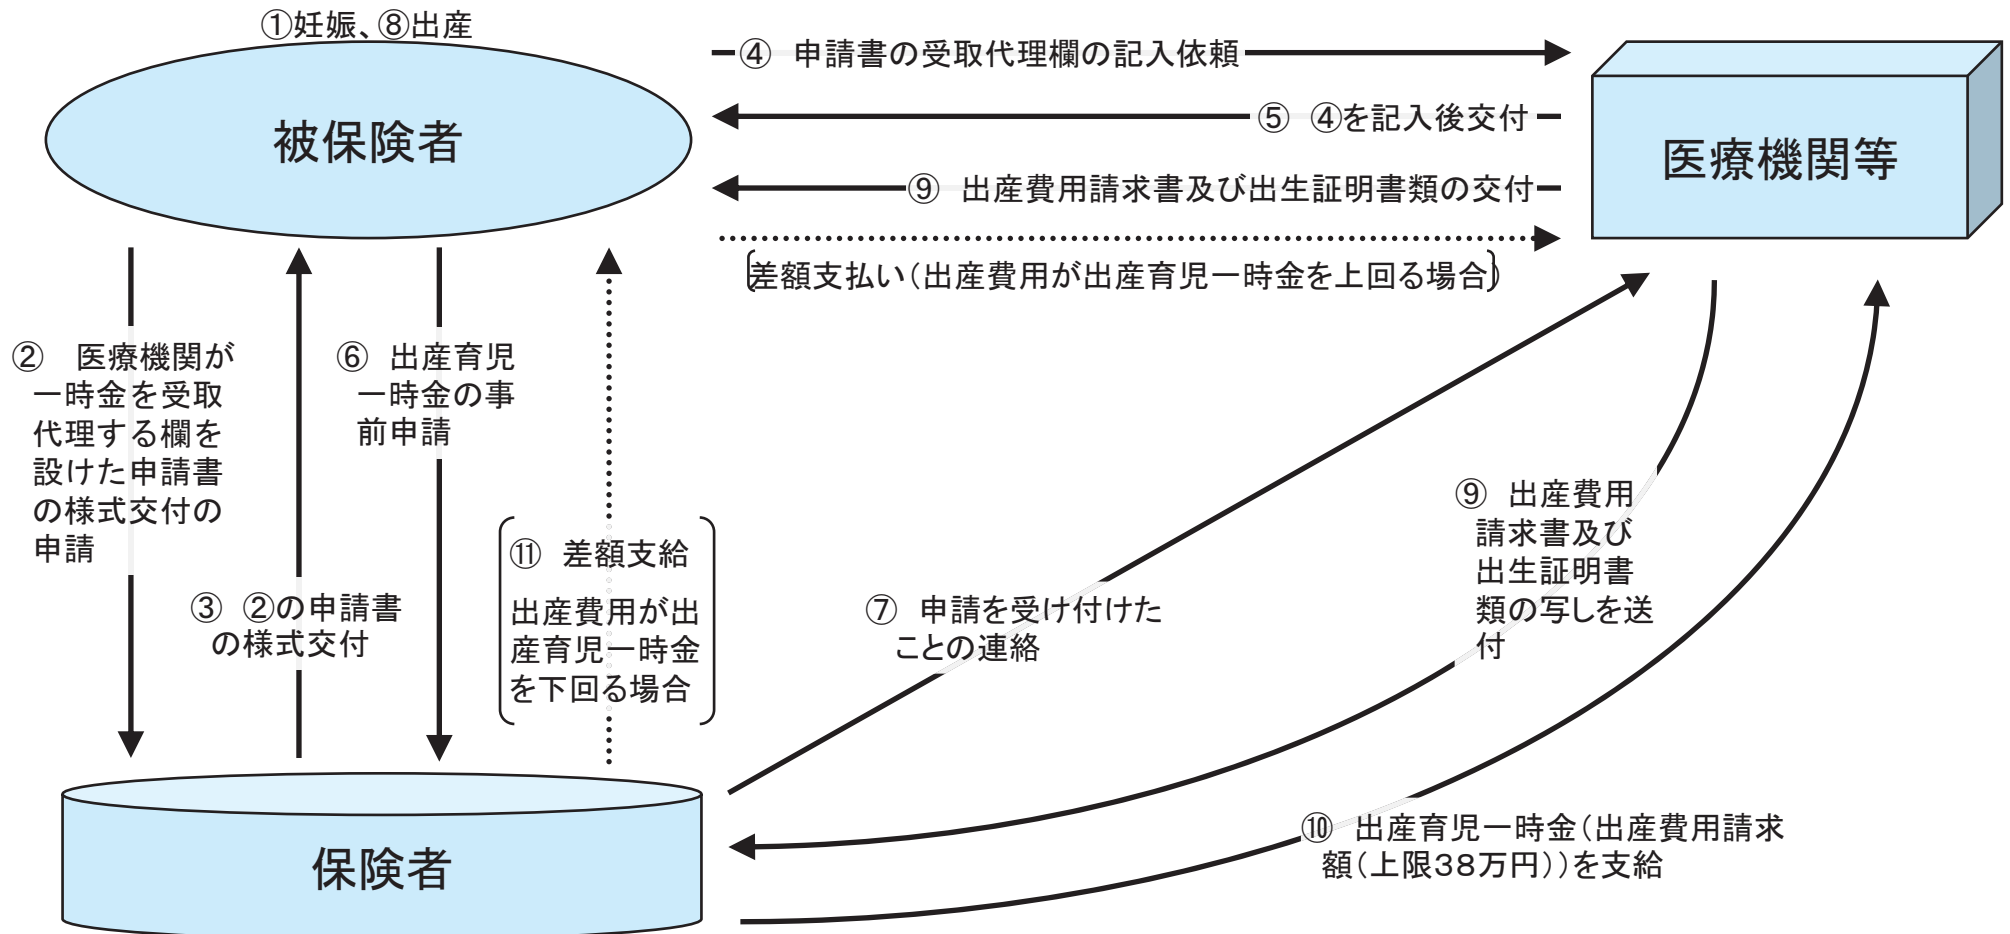 ①妊娠、⑧出産
被保険者
④ 申請書の受取代理欄の記入依頼
⑤ ④を記入後交付
⑨ 出産費用請求書及び出生証明書類の交付
差額支払い（出産費用が出産育児一時金を上回る場合）
医療機関等
② 医療機関が
一時金を受取
代理する欄を
設けた申請書
の様式交付の
申請
③ ②の申請書
の様式交付
⑥ 出産育児
一時金の事
前申請
⑪ 差額支給
出産費用が出
産育児一時金
を下回る場合
⑦ 申請を受け付けた
ことの連絡
⑨ 出産費用
請求書及び
出生証明書
類の写しを送
付
⑩ 出産育児一時金（出産費用請求
額（上限38万円））を支給
保険者